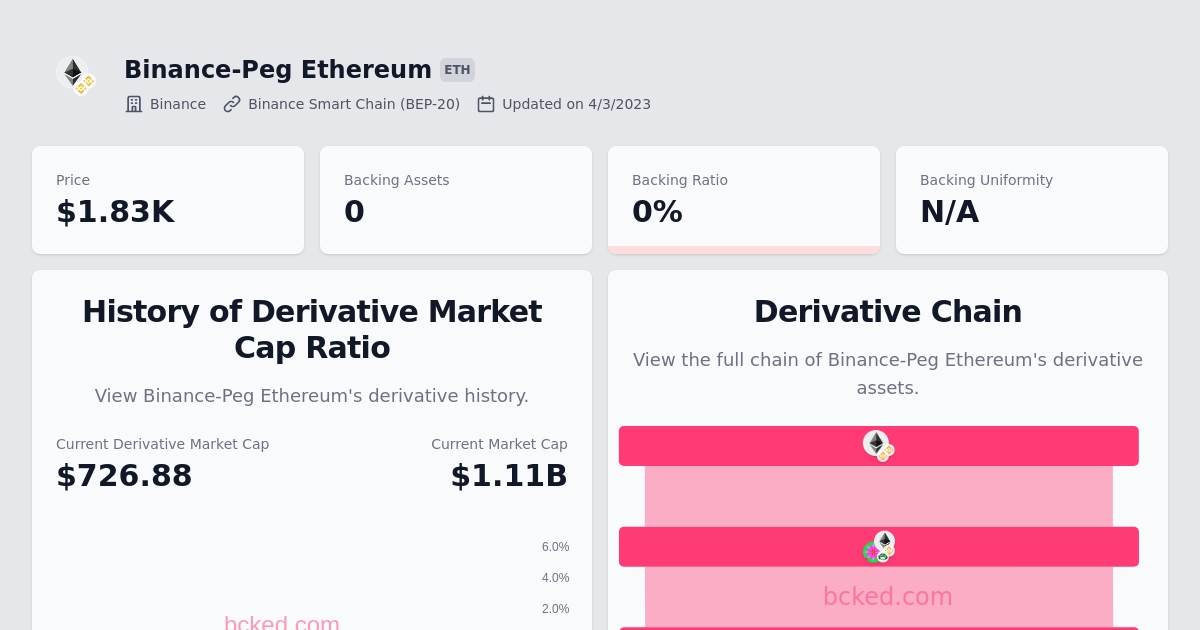 Binance-Peg Ethereum ETH
Binance Binance Smart Chain (BEP-20) Updated on 4/3/2023
Price
$1.83K
Backing Assets
0
Backing Ratio
0%
Backing Uniformity
N/A
History of Derivative Market
Cap Ratio
View Binance-Peg Ethereum's derivative history.
Current Derivative Market Cap
$726.88
Current Market Cap
$1.11B
6.0%
4.0%
2.0%
bcked.com
Derivative Chain
View the full chain of Binance-Peg Ethereum's derivative
assets.
bcked.com